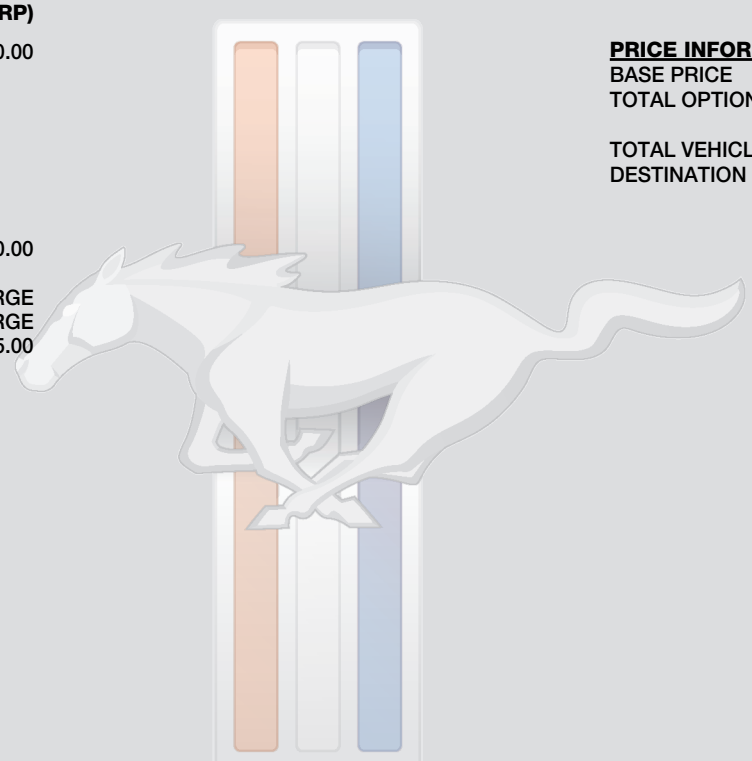 RP)
0.00
0.00
RGE
RGE
5.00
PRICE INFOR
BASE PRICE
TOTAL OPTION
TOTAL VEHICL
DESTINATION